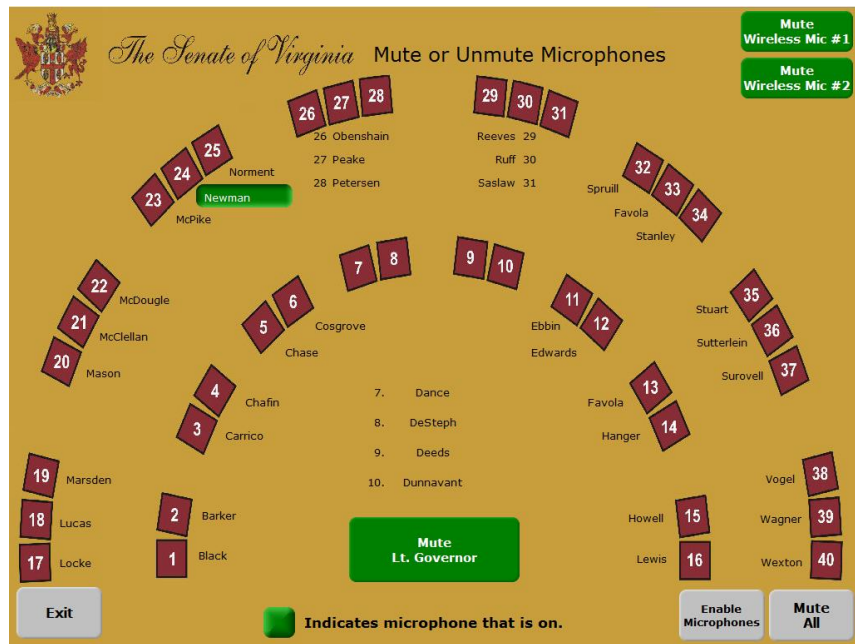 The Senate of Virginia Mute or Unmute Microphones
Mute
Wireless Mic #1
Mute
Wireless Mic #2
26 27 28
29 30 31
26 Obenshain
27 Peake
28 Petersen
Reeves 29
Ruff 30
Saslaw 31
25 Norment
24 Newman
23 McPike
32 Spruill
33 Favola
34 Stanley
7 8
9 10
22 McDougle
21 McClellan
20 Mason
6 Cosgrove
5 Chase
11 Ebbin
12 Edwards
35 Stuart
36 Sutterlein
37 Surovell
4 Chafin
3 Carrico
7. Dance
8. DeSteph
9. Deeds
10. Dunnavant
13 Favola
14 Hanger
19 Marsden
18 Lucas
17 Locke
2 Barker
1 Black
Mute
Lt. Governor
Howell 15
Lewis 16
Vogel 38
Wagner 39
Wexton 40
Exit
Indicates microphone that is on.
Enable
Microphones
Mute
All